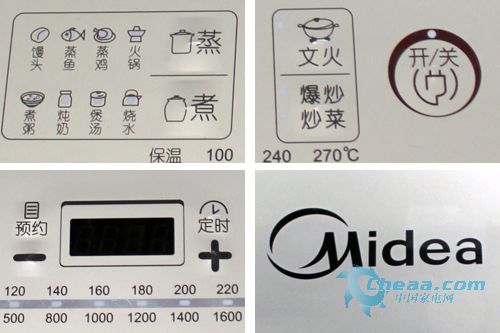 馒头 蒸鱼 蒸鸡 火锅 蒸
煮粥 炖奶 煲汤 烧水 煮
保温 100
文火
爆炒
炒菜
开/关
240 270℃
预约
定时
120 140 160 180 200 220
500 800 1000 1200 1400 1600
Midea
Cheaa.com
中国家电网